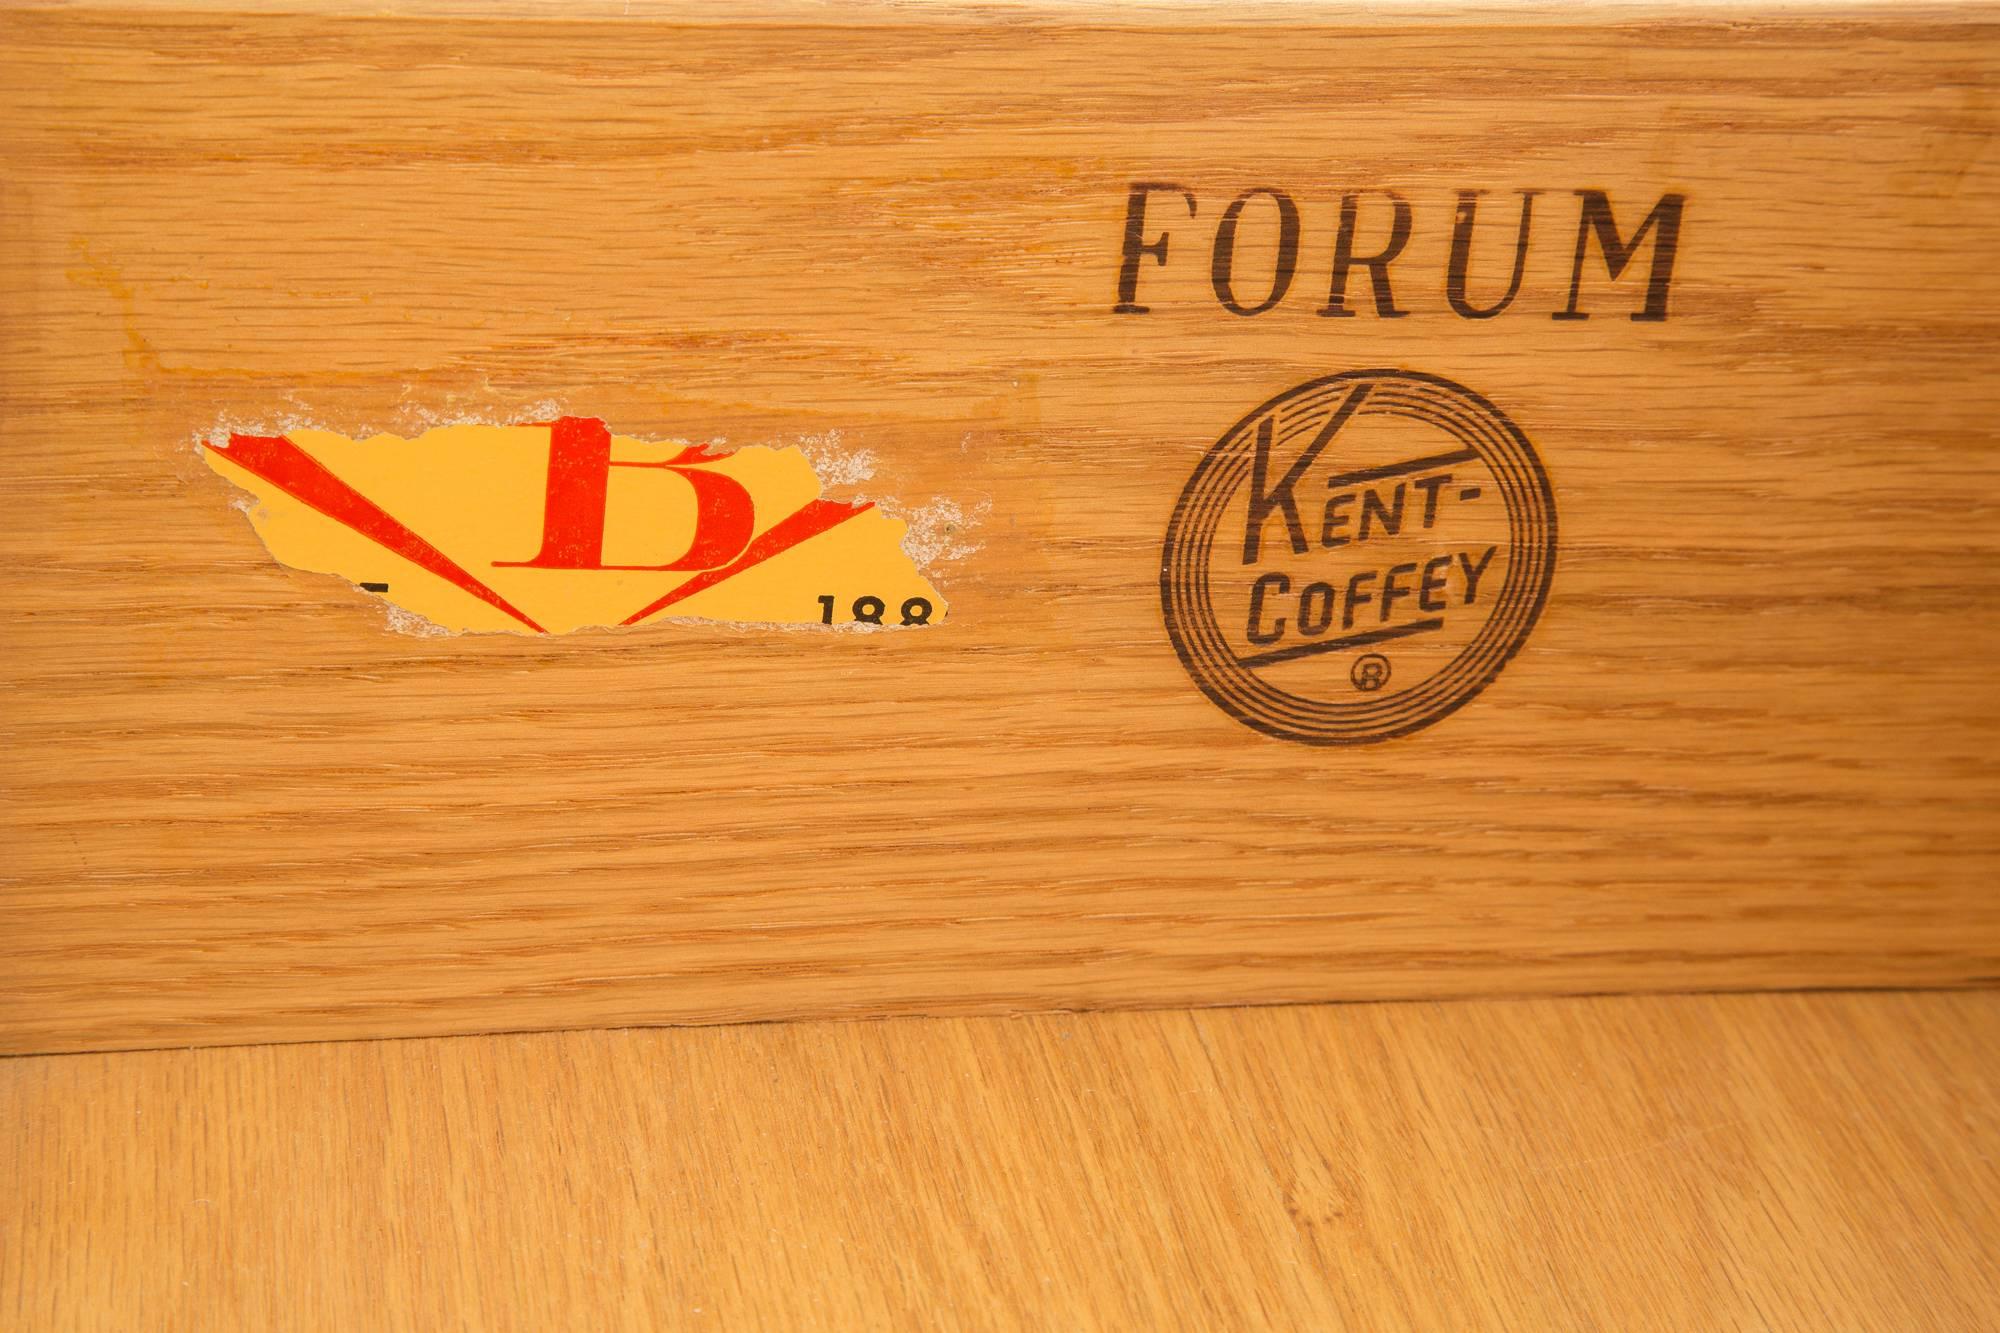 FORUM
KENT-
COFFEY
®
B
188